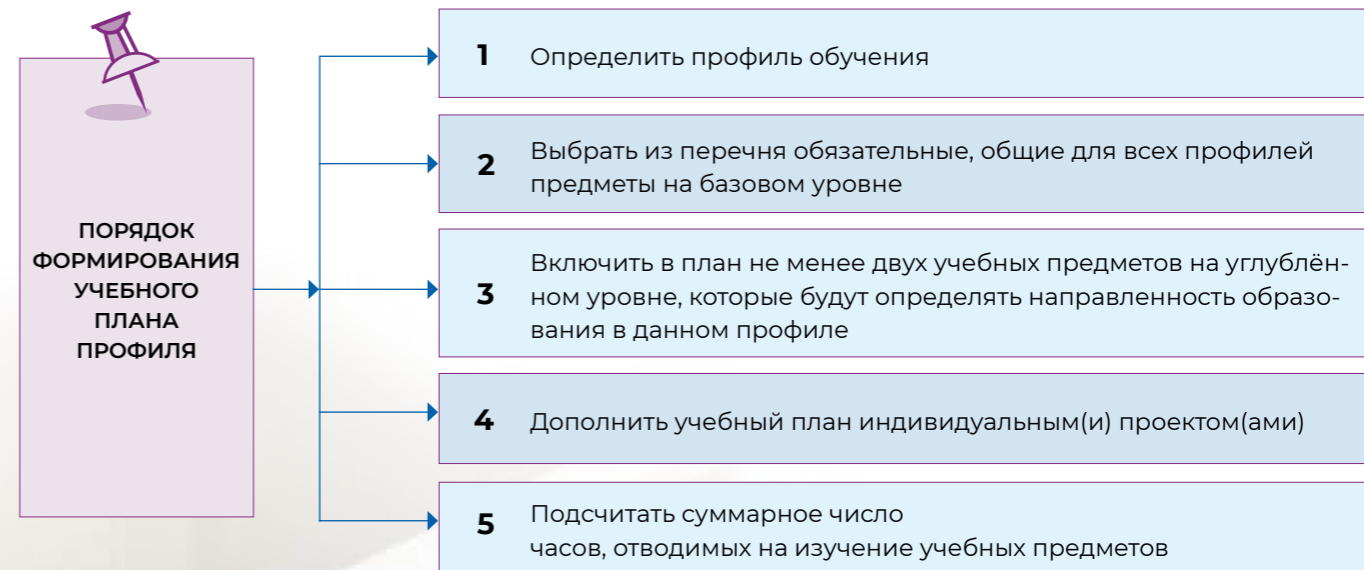 ПОРЯДОК
ФОРМИРОВАНИЯ
УЧЕБНОГО
ПЛАНА
ПРОФИЛЯ
1 Определить профиль обучения
2 Выбрать из перечня обязательные, общие для всех профилей
предметы на базовом уровне
3 Включить в план не менее двух учебных предметов на углублён-
ном уровне, которые будут определять направленность образо-
вания в данном профиле
4 Дополнить учебный план индивидуальным(и) проектом(ами)
5 Подсчитать суммарное число
часов, отводимых на изучение учебных предметов